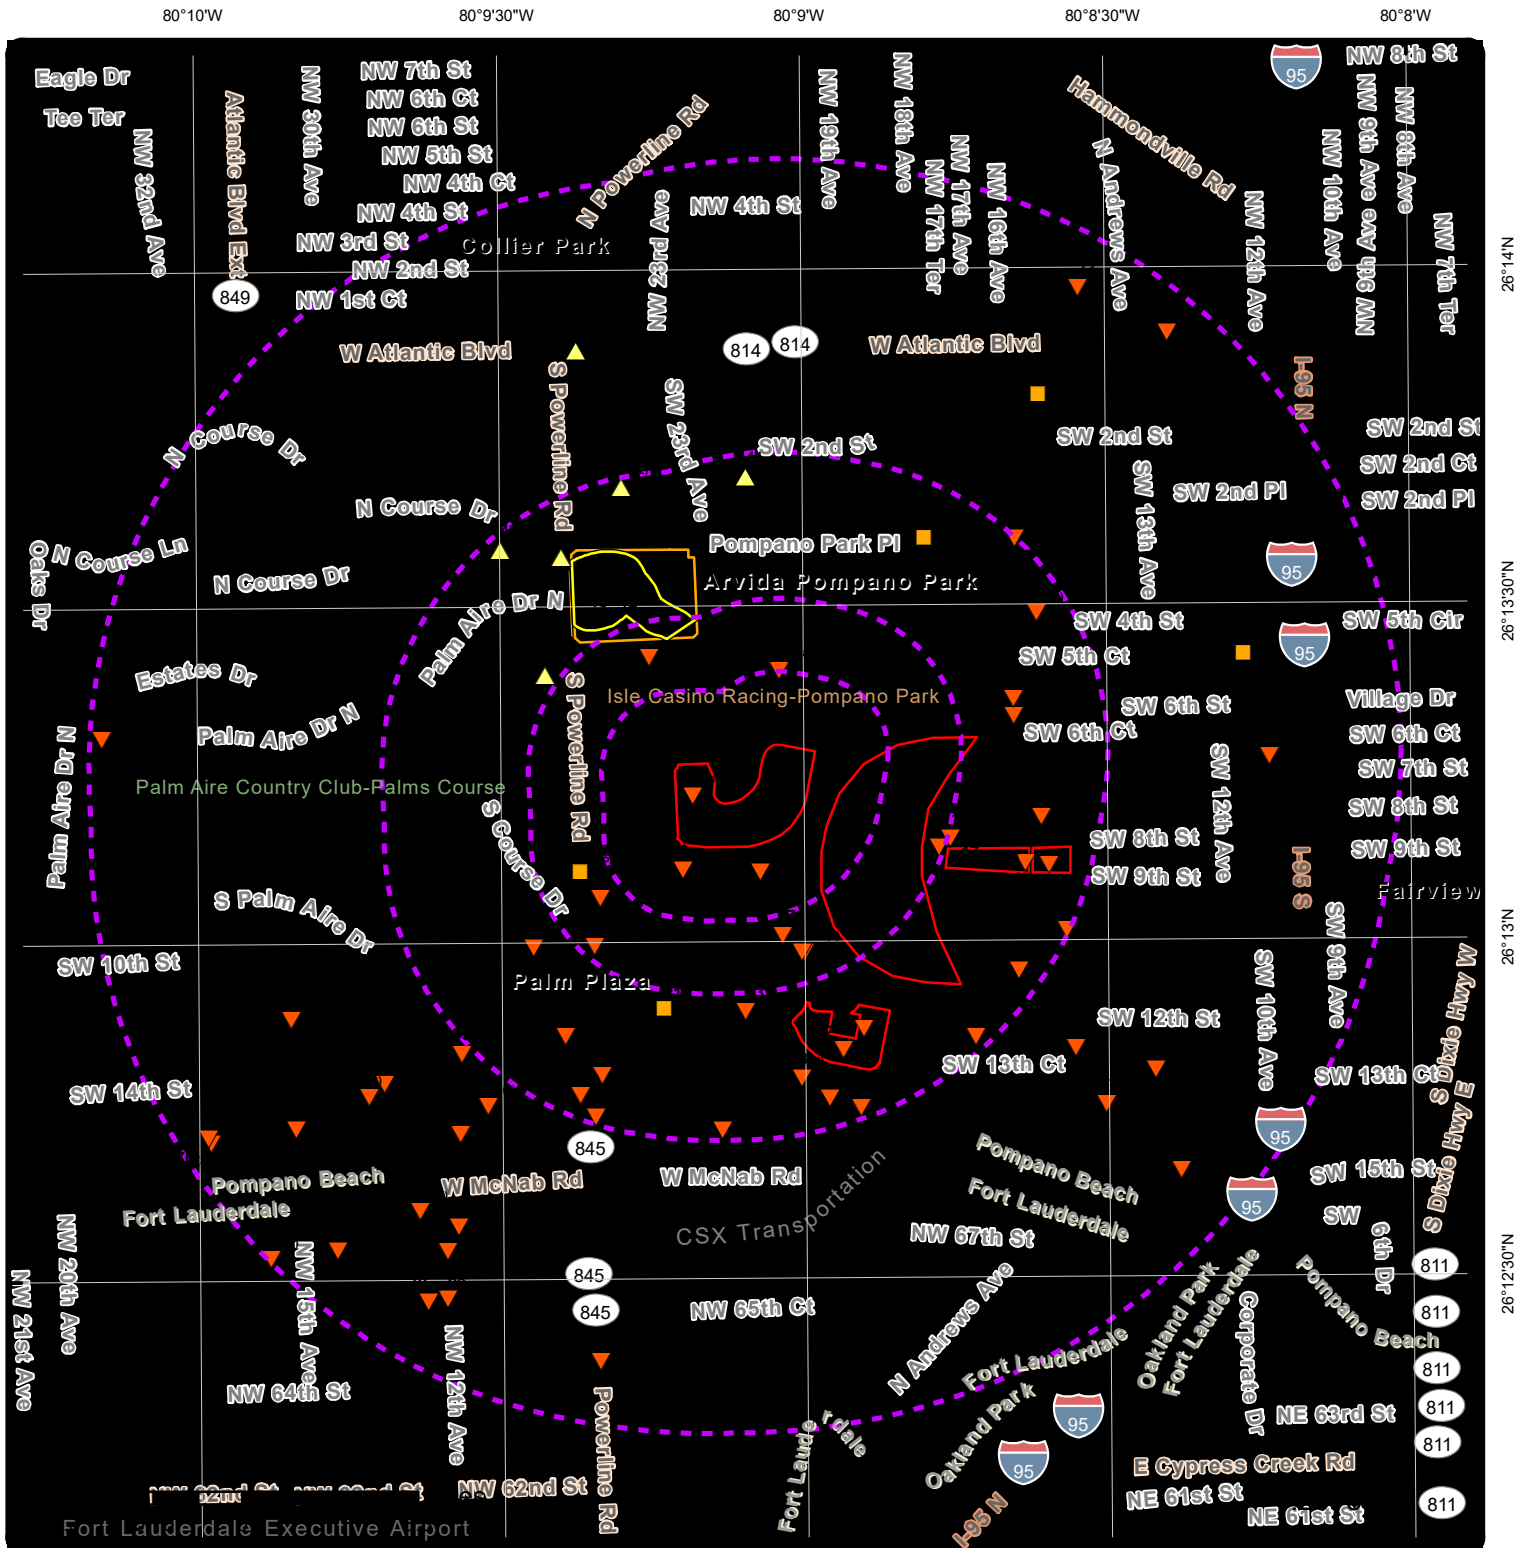 80°10'W
80°9'30"W
80°9'W
80°8'30"W
80°8'W
Eagle Dr
Tee Ter
NW 32nd Ave
Atlantic Blvd Ext
849
NW 30th Ave
NW 7th St
NW 6th Ct
NW 6th St
NW 5th St
NW 4th Ct
NW 4th St
NW 3rd St
NW 2nd St
NW 1st Ct
N Powerline Rd
Collier Park
NW 23rd Ave
NW 4th St
NW 19th Ave
NW 18th Ave
NW 17th Ter
NW 17th Ave
NW 16th Ave
N Andrews Ave
Hammondville Rd
95
NW 8th St
NW 12th Ave
NW 10th Ave
NW 9th Ave
NW 9th Ave
NW 8th Ave
NW 7th Ter
26°14'N
W Atlantic Blvd
814
814
W Atlantic Blvd
I-95 N
S Powerline Rd
SW 23rd Ave
SW 2nd St
SW 2nd St
SW 2nd St
SW 2nd Ct
SW 2nd Pl
SW 2nd Pl
SW 13th Ave
N Course Dr
N Course Dr
N Course Ln
N Course Dr
Oaks Dr
Pompano Park Pl
Arvida Pompano Park
95
Palm Aire Dr N
SW 4th St
95
SW 5th Cir
26°13'30"N
SW 5th Ct
Estates Dr
Isle Casino Racing-Pompano Park
Palm Aire Dr N
Palm Aire Dr N
S Powerline Rd
SW 6th St
SW 6th Ct
Village Dr
SW 6th Ct
SW 7th St
SW 8th St
SW 9th St
SW 12th Ave
Palm Aire Country Club-Palms Course
S Course Dr
SW 8th St
SW 9th St
I-95 S
Fairview
S Palm Aire Dr
SW 10th St
Palm Plaza
26°13'N
SW 10th Ave
SW 9th Ave
S Dixie Hwy W
SW 12th St
SW 13th Ct
SW 13th Ct
SW 14th St
S Dixie Hwy E
845
95
Pompano Beach
Fort Lauderdale
W McNab Rd
W McNab Rd
CSX Transportation
Pompano Beach
Fort Lauderdale
95
SW 15th St
SW
6th Dr
NW 67th St
NW 20th Ave
NW 21st Ave
NW 15th Ave
845
845
NW 65th Ct
N Andrews Ave
Oakland Park
Fort Lauderdale
Pompano Beach
811
811
811
811
811
811
26°12'30"N
Corporate Dr
NW 64th St
NW 12th Ave
Powerline Rd
Fort Lauderdale
Fort Lauderdale
Oakland Park
95
95
NE 63rd St
E Cypress Creek Rd
NE 61st St
NE 61st St
I-95 N
NW 62nd St
NW 62nd St
NW 62nd St
Fort Lauderdale Executive Airport